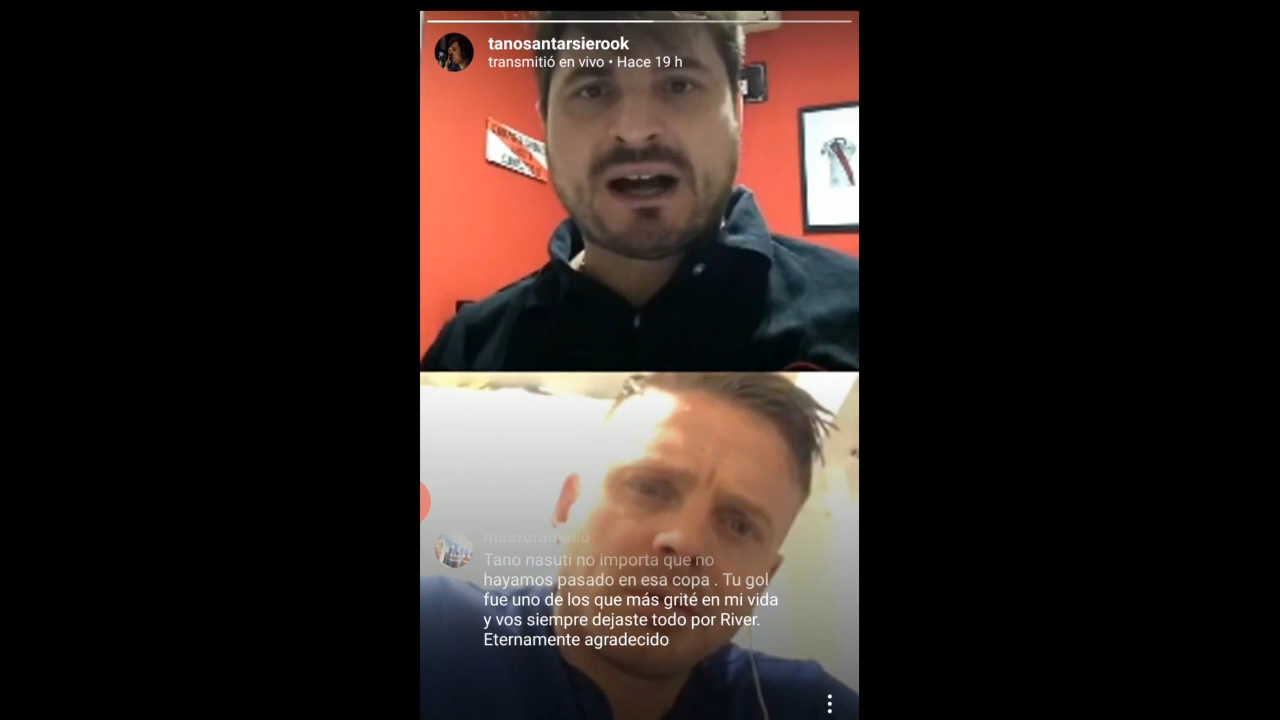 tanosantarsierook
transmitió en vivo • Hace 19 h
mauroramallo
Tano nasuti no importa que no
hayamos pasado en esa copa . Tu gol
fue uno de los que más grité en mi vida
y vos siempre dejaste todo por River.
Eternamente agradecido